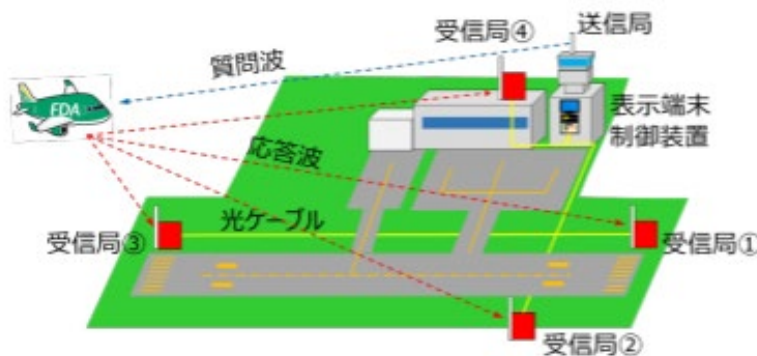 受信局④
送信局
質問波
FDA
表示端末
制御装置
応答波
光ケーブル
受信局③
受信局①
受信局②